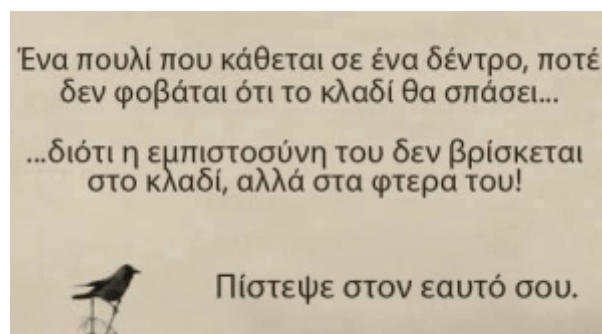 Ένα πουλί που κάθεται σε ένα δέντρο, ποτέ
δεν φοβάται ότι το κλαδί θα σπάσει...
...διότι η εμπιστοσύνη του δεν βρίσκεται
στο κλαδί, αλλά στα φτερα του!
Πίστεψε στον εαυτό σου.